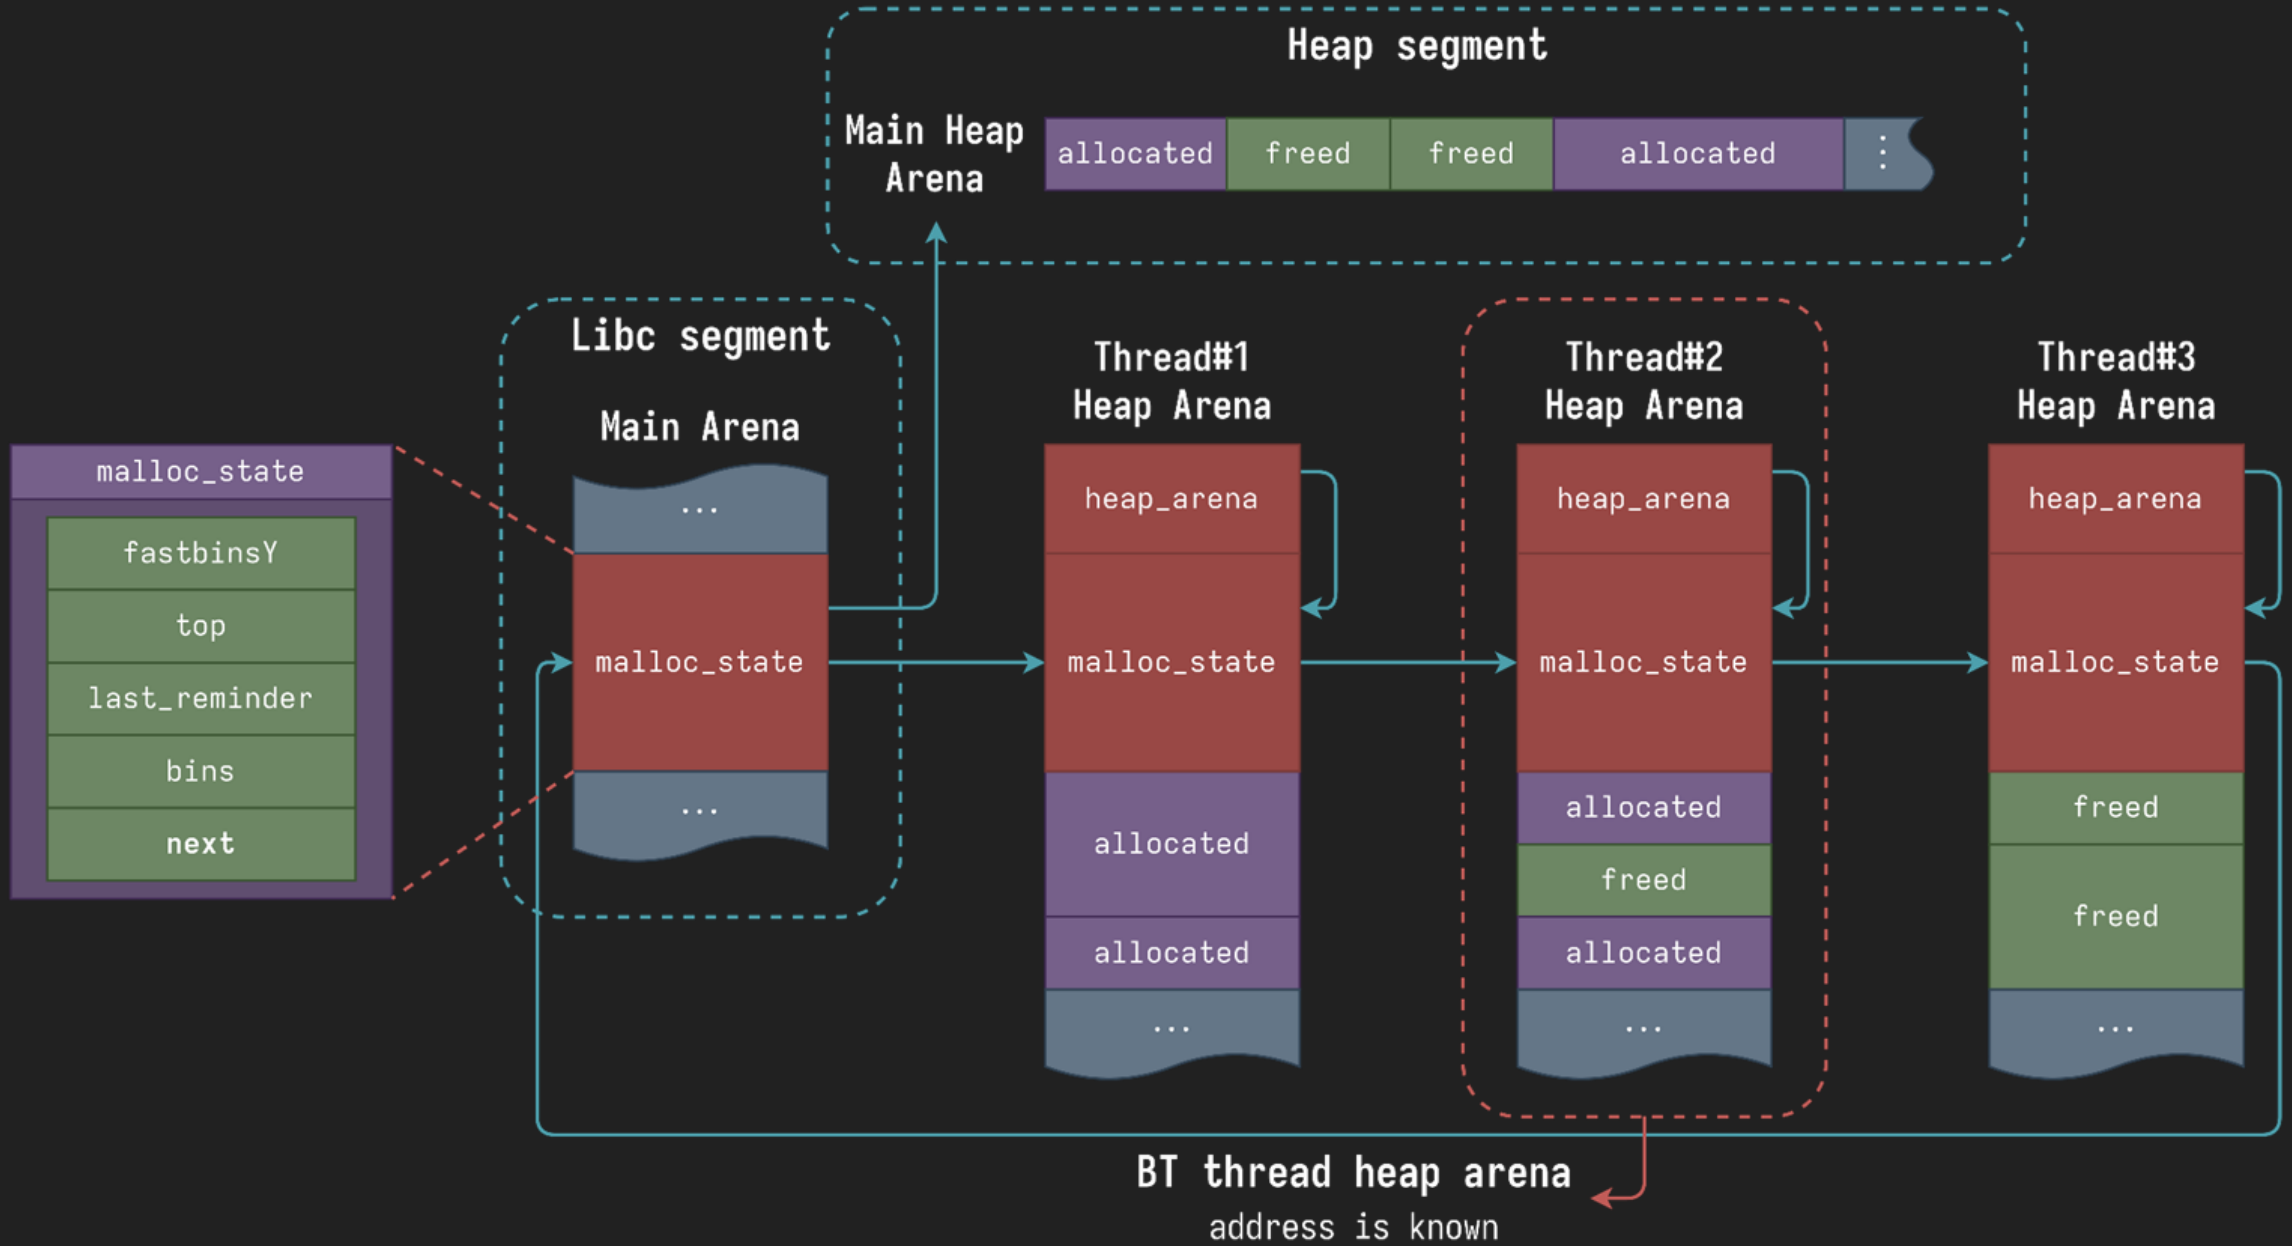 Heap segment
Main Heap
Arena
allocated
freed
freed
allocated
⋮
Libc segment
Main Arena
...
malloc_state
...
malloc_state
fastbinsY
top
last_reminder
bins
next
Thread#1
Heap Arena
heap_arena
malloc_state
allocated
allocated
...
Thread#2
Heap Arena
heap_arena
malloc_state
allocated
freed
allocated
...
Thread#3
Heap Arena
heap_arena
malloc_state
freed
freed
...
BT thread heap arena
address is known